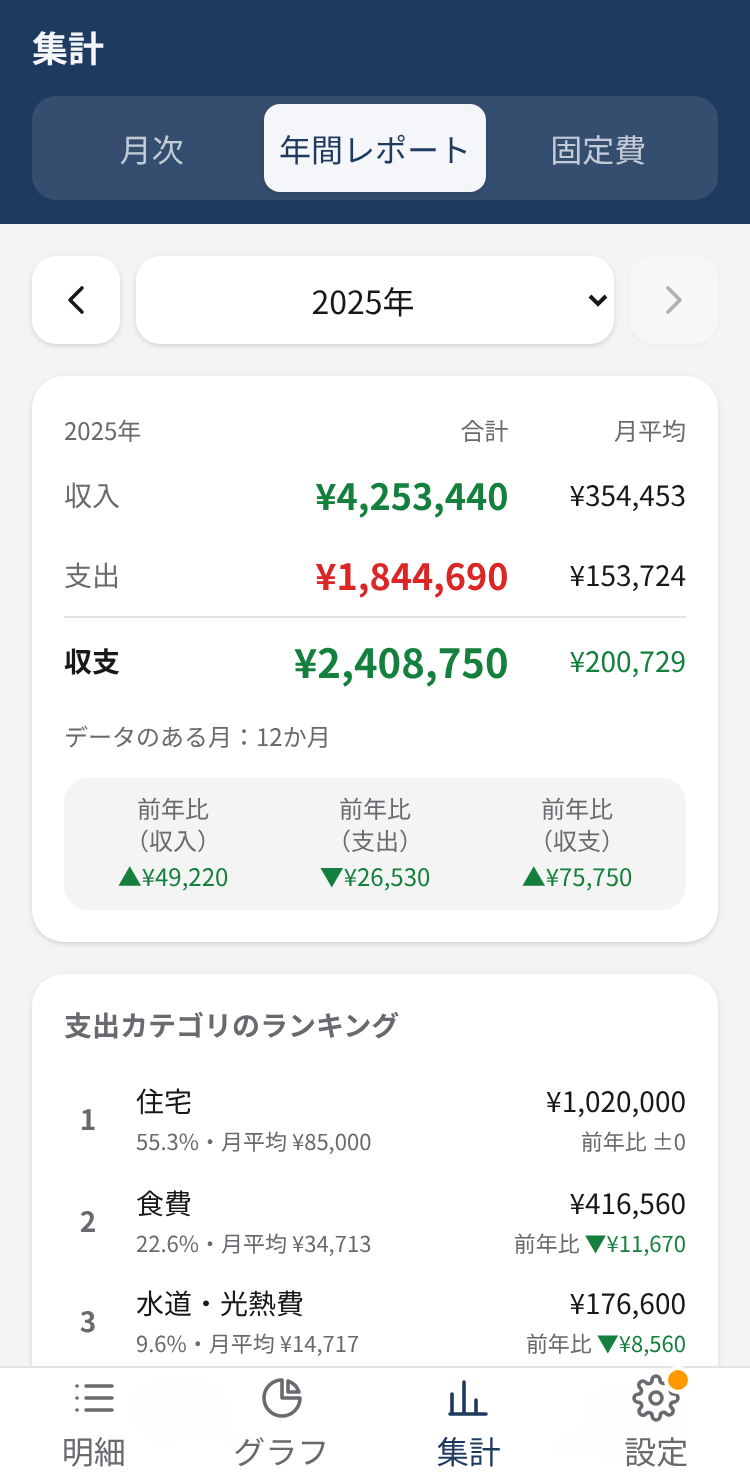 集計
月次 年間レポート 固定費
2025年
2025年 合計 月平均
収入 ¥4,253,440 ¥354,453
支出 ¥1,844,690 ¥153,724
収支 ¥2,408,750 ¥200,729
データのある月：12か月
前年比 前年比 前年比
（収入） （支出） （収支）
▲¥49,220 ▼¥26,530 ▲¥75,750
支出カテゴリのランキング
1 住宅 ¥1,020,000
55.3%・月平均 ¥85,000 前年比 ±0
2 食費 ¥416,560
22.6%・月平均 ¥34,713 前年比 ▼¥11,670
3 水道・光熱費 ¥176,600
9.6%・月平均 ¥14,717 前年比 ▼¥8,560
明細 グラフ 集計 設定